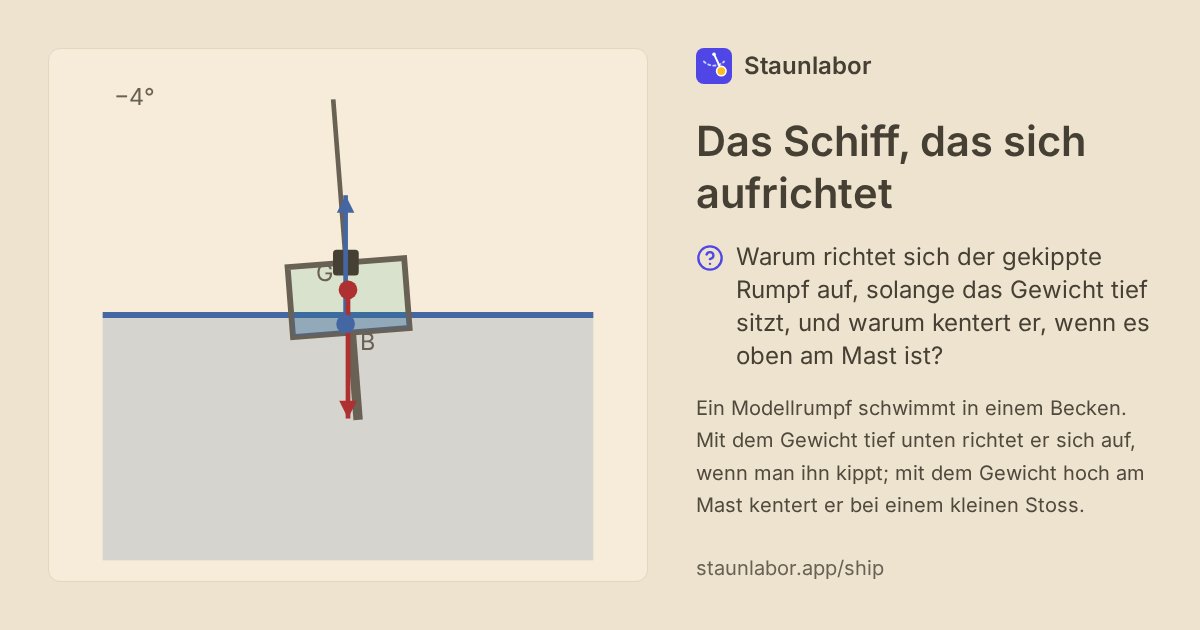 −4°
G
B
Staunlabor
Das Schiff, das sich
aufrichtet
Warum richtet sich der gekippte
Rumpf auf, solange das Gewicht tief
sitzt, und warum kentert er, wenn es
oben am Mast ist?
Ein Modellrumpf schwimmt in einem Becken.
Mit dem Gewicht tief unten richtet er sich auf,
wenn man ihn kippt; mit dem Gewicht hoch am
Mast kentert er bei einem kleinen Stoss.
staunlabor.app/ship